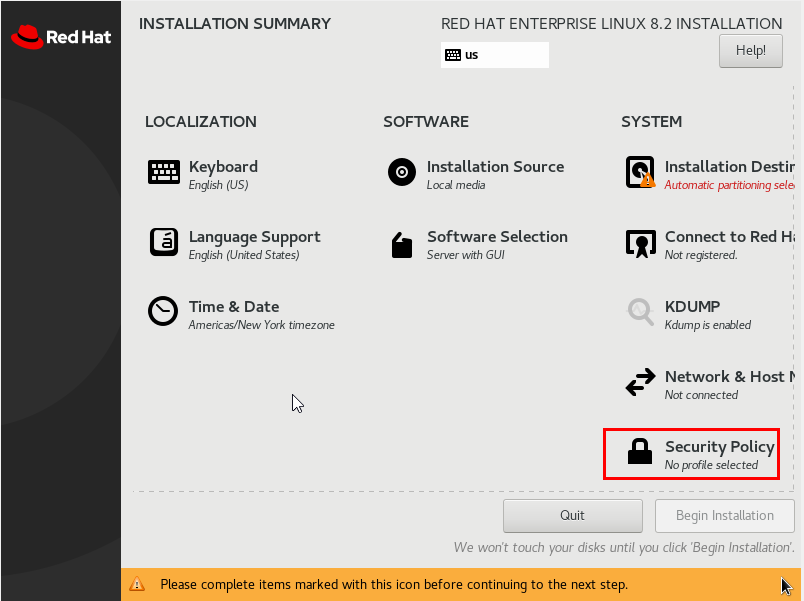 Red Hat
INSTALLATION SUMMARY
RED HAT ENTERPRISE LINUX 8.2 INSTALLATION
us
Help!
LOCALIZATION
Keyboard
English (US)
Language Support
English (United States)
Time & Date
Americas/New York timezone
SOFTWARE
Installation Source
Local media
Software Selection
Server with GUI
SYSTEM
Installation Destin
Automatic partitioning sele
Connect to Red Ha
Not registered.
KDUMP
Kdump is enabled
Network & Host N
Not connected
Security Policy
No profile selected
Quit
Begin Installation
We won't touch your disks until you click 'Begin Installation'.
Please complete items marked with this icon before continuing to the next step.